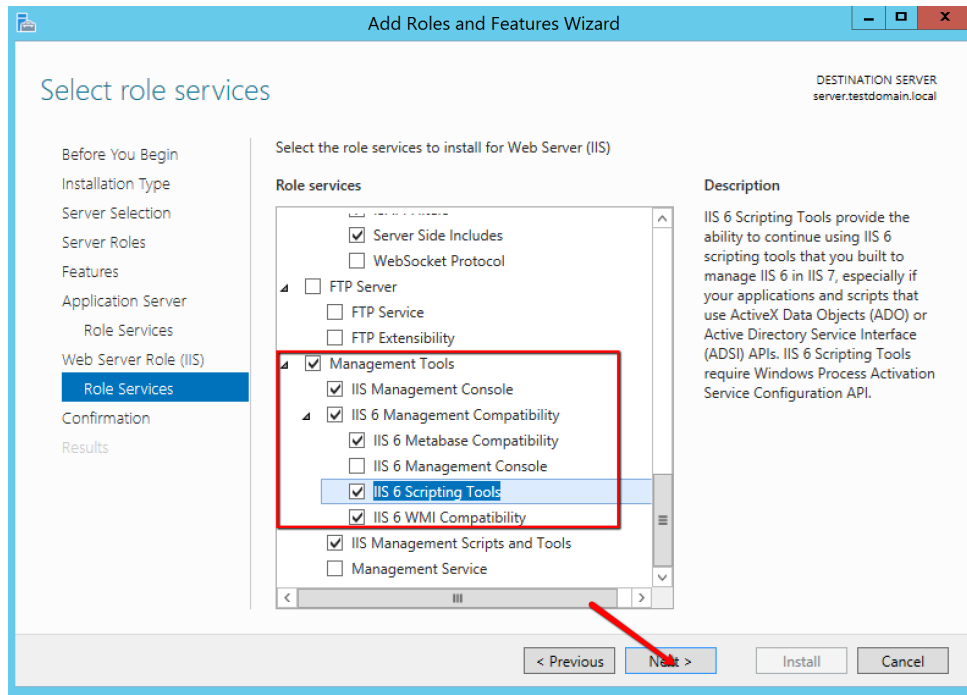 Add Roles and Features Wizard
Select role services
DESTINATION SERVER
server.testdomain.local
Before You Begin
Installation Type
Server Selection
Server Roles
Features
Application Server
Role Services
Web Server Role (IIS)
Role Services
Confirmation
Results
Select the role services to install for Web Server (IIS)
Role services
Server Side Includes
WebSocket Protocol
FTP Server
FTP Service
FTP Extensibility
Management Tools
IIS Management Console
IIS 6 Management Compatibility
IIS 6 Metabase Compatibility
IIS 6 Management Console
IIS 6 Scripting Tools
IIS 6 WMI Compatibility
IIS Management Scripts and Tools
Management Service
Description
IIS 6 Scripting Tools provide the
ability to continue using IIS 6
scripting tools that you built to
manage IIS 6 in IIS 7, especially if
your applications and scripts that
use ActiveX Data Objects (ADO) or
Active Directory Service Interface
(ADSI) APIs. IIS 6 Scripting Tools
require Windows Process Activation
Service Configuration API.
< Previous
Next >
Install
Cancel